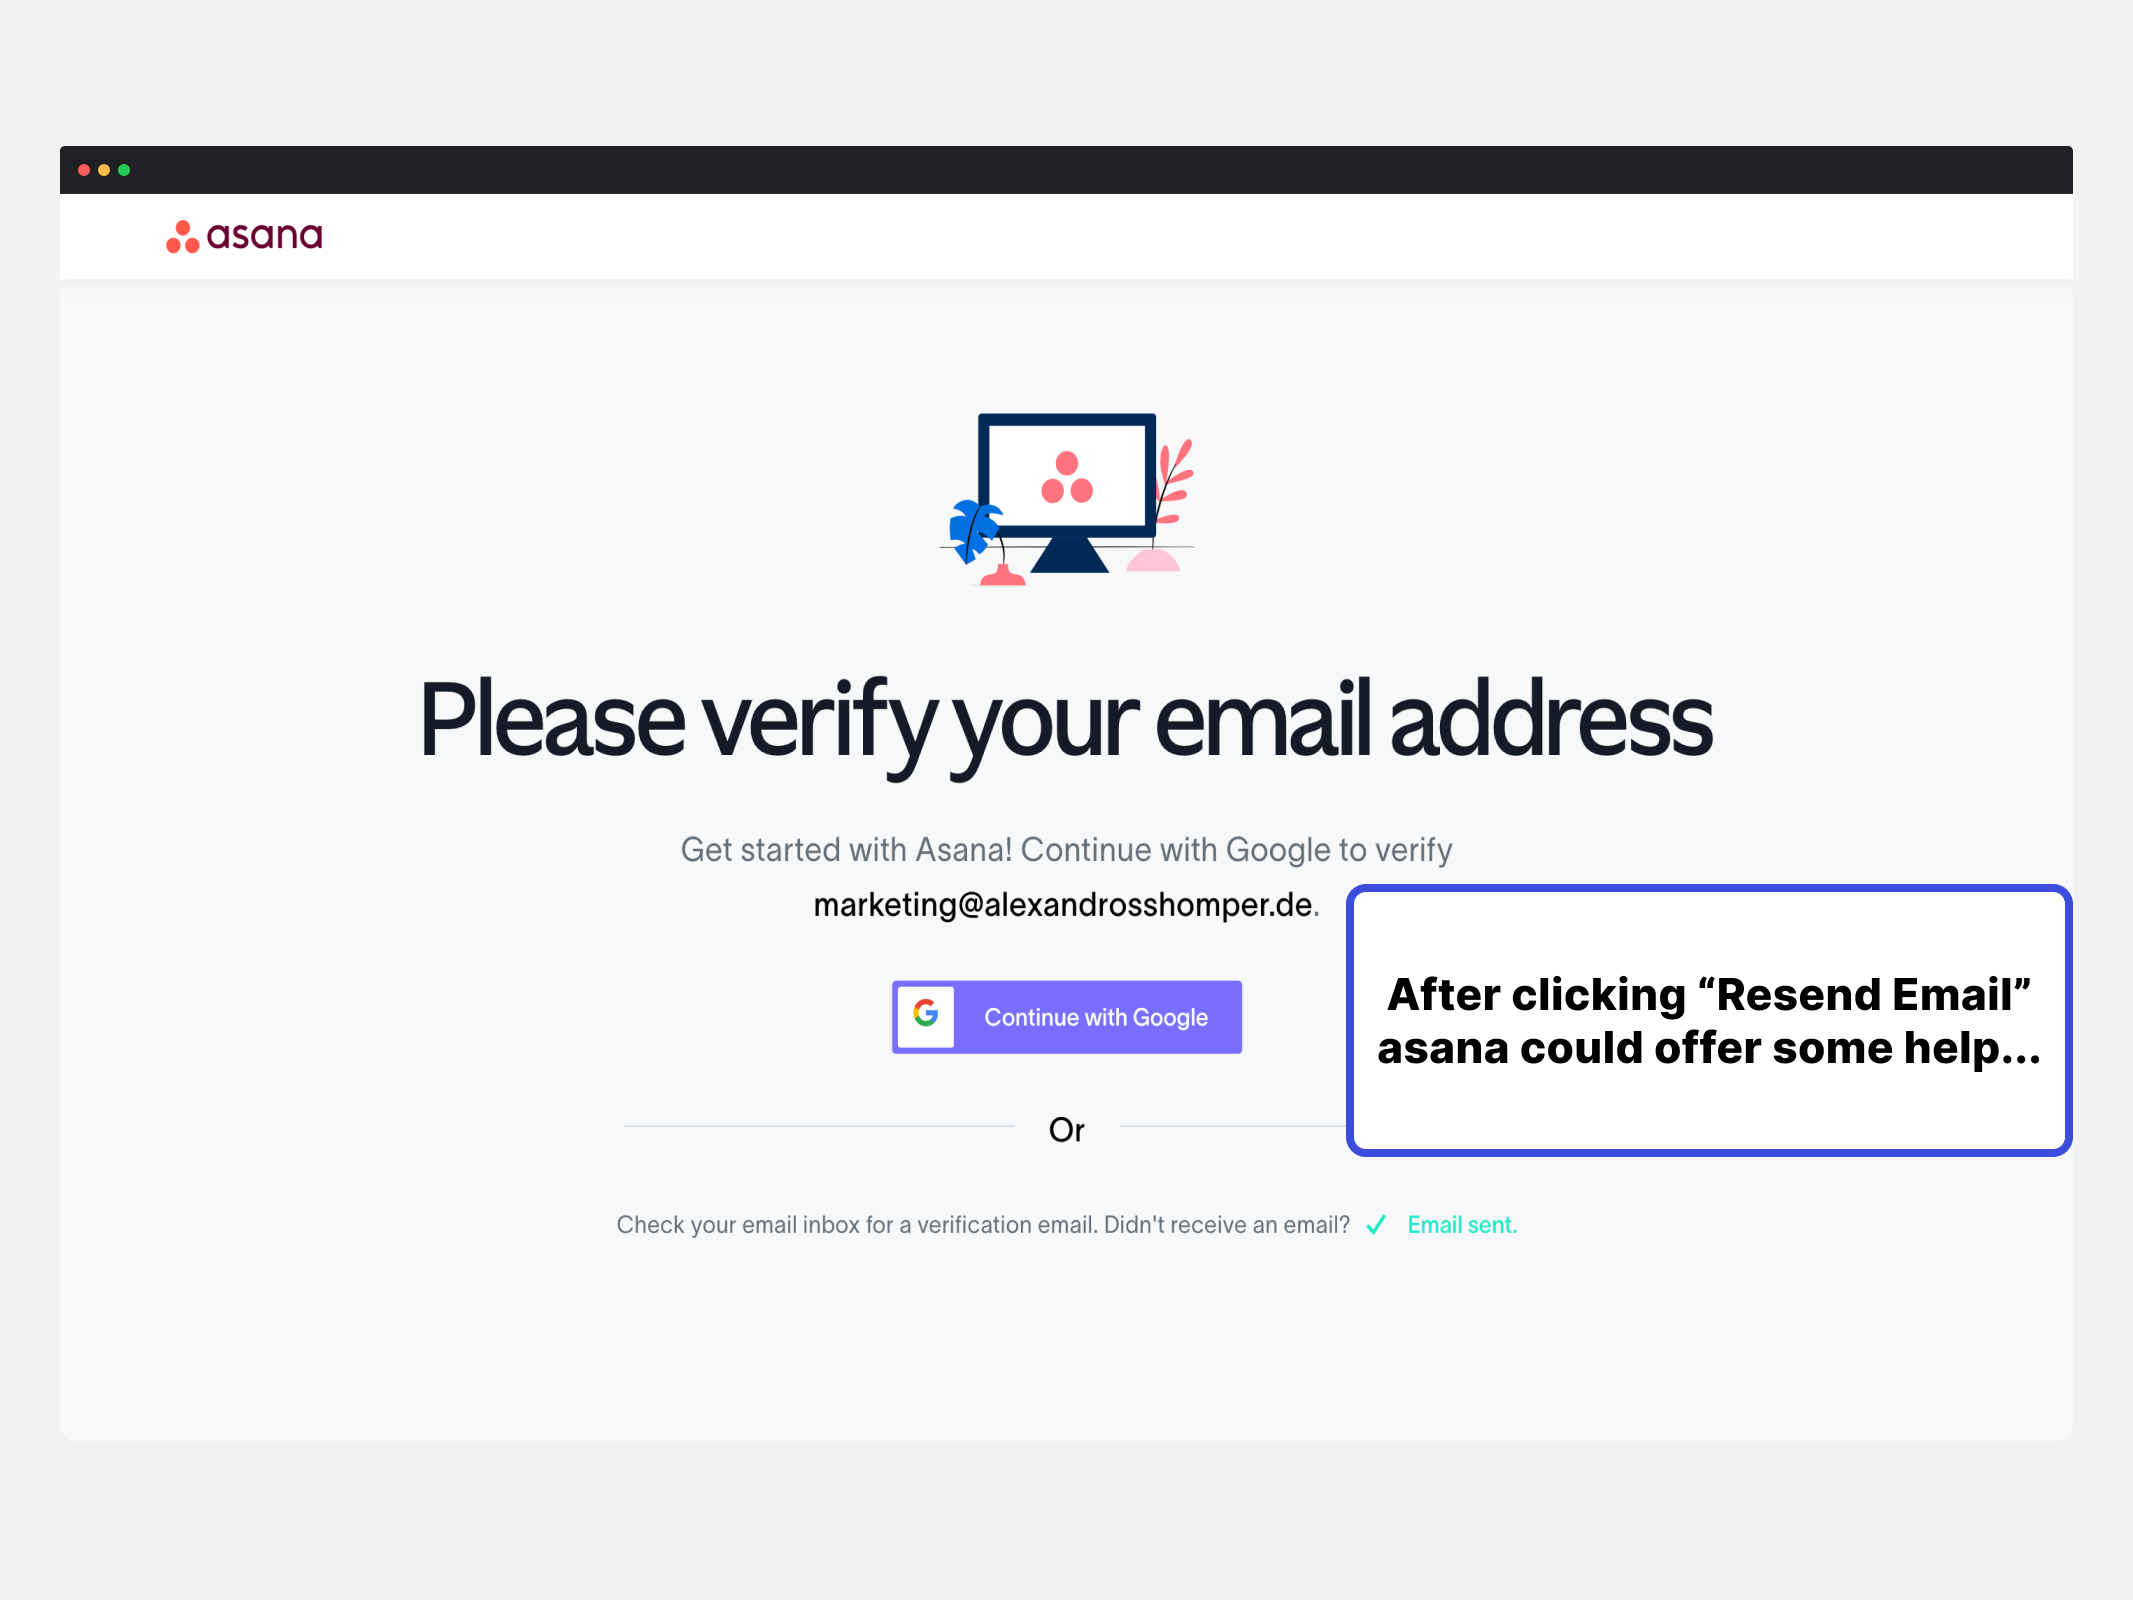 asana
Please verify your email address
Get started with Asana! Continue with Google to verify
marketing@alexandrosshomper.de.
Continue with Google
After clicking “Resend Email”
asana could offer some help...
Or
Check your email inbox for a verification email. Didn't receive an email? ✓ Email sent.